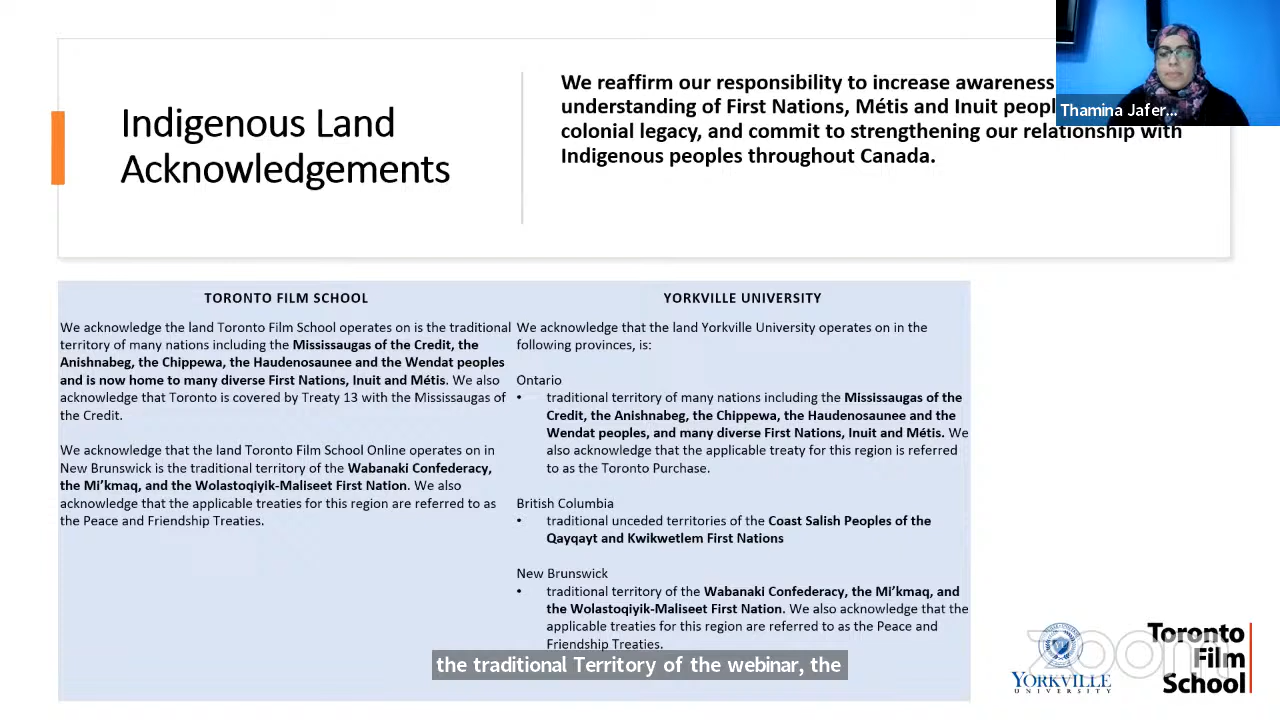 Indigenous Land
Acknowledgements
We reaffirm our responsibility to increase awareness
understanding of First Nations, Métis and Inuit peopl
colonial legacy, and commit to strengthening our relationship with
Indigenous peoples throughout Canada.
Thamina Jafer...
TORONTO FILM SCHOOL
We acknowledge the land Toronto Film School operates on is the traditional
territory of many nations including the Mississaugas of the Credit, the
Anishnabeg, the Chippewa, the Haudenosaunee and the Wendat peoples
and is now home to many diverse First Nations, Inuit and Métis. We also
acknowledge that Toronto is covered by Treaty 13 with the Mississaugas of
the Credit.
We acknowledge that the land Toronto Film School Online operates on in
New Brunswick is the traditional territory of the Wabanaki Confederacy,
the Mi’kmaq, and the Wolastoqiyik-Maliseet First Nation. We also
acknowledge that the applicable treaties for this region are referred to as
the Peace and Friendship Treaties.
YORKVILLE UNIVERSITY
We acknowledge that the land Yorkville University operates on in the
following provinces, is:
Ontario
• traditional territory of many nations including the Mississaugas of the
Credit, the Anishnabeg, the Chippewa, the Haudenosaunee and the
Wendat peoples, and many diverse First Nations, Inuit and Métis. We
also acknowledge that the applicable treaty for this region is referred
to as the Toronto Purchase.
British Columbia
• traditional unceded territories of the Coast Salish Peoples of the
Qayqayt and Kwikwetlem First Nations
New Brunswick
• traditional territory of the Wabanaki Confederacy, the Mi’kmaq, and
the Wolastoqiyik-Maliseet First Nation. We also acknowledge that the
applicable treaties for this region are referred to as the Peace and
Friendship Treaties.
the traditional Territory of the webinar, the
YORKVILLE
UNIVERSITY
zoom
Toronto
Film
School